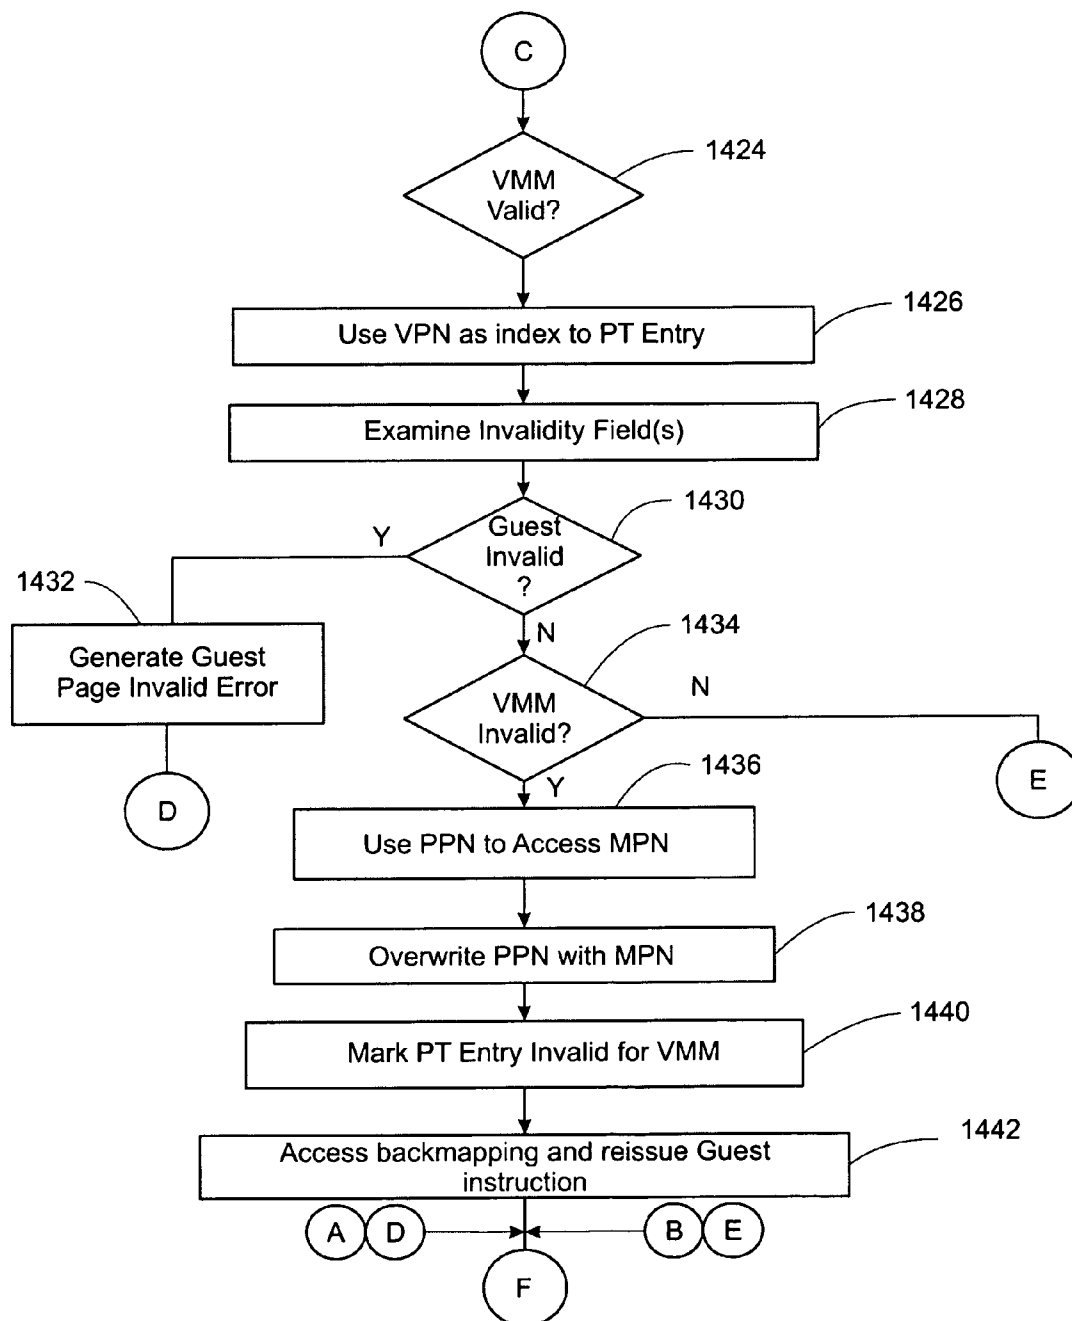 C
1424
VMM
Valid?
1426
Use VPN as index to PT Entry
1428
Examine Invalidity Field(s)
1430
Guest
Invalid
?
Y
1432
Generate Guest
Page Invalid Error
N
1434
VMM
Invalid?
N
D
E
Y
1436
Use PPN to Access MPN
1438
Overwrite PPN with MPN
1440
Mark PT Entry Invalid for VMM
1442
Access backmapping and reissue Guest
instruction
A D B E
F